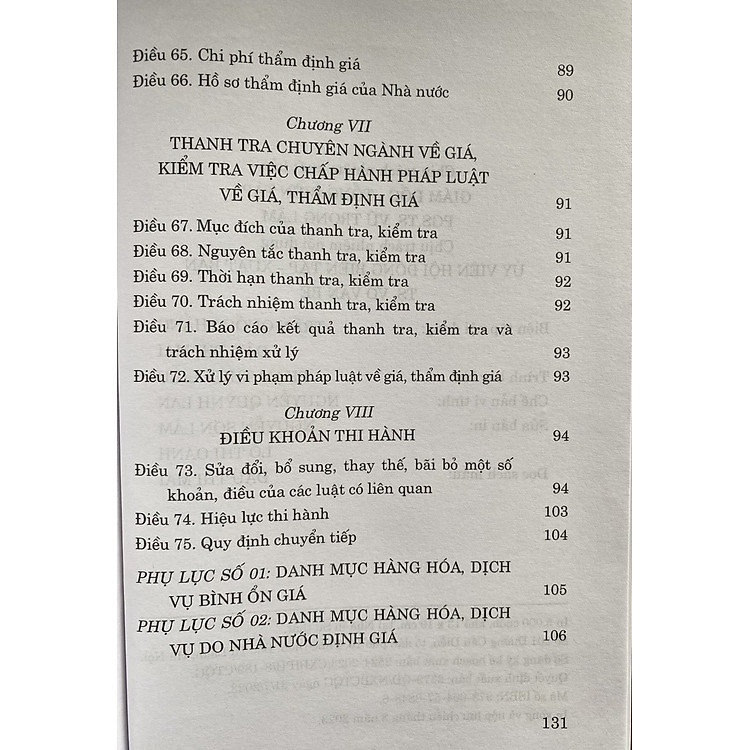 Điều 65. Chi phí thẩm định giá 89
Điều 66. Hồ sơ thẩm định giá của Nhà nước 90
Chương VII
THANH TRA CHUYÊN NGÀNH VỀ GIÁ,
KIỂM TRA VIỆC CHẤP HÀNH PHÁP LUẬT
VỀ GIÁ, THẨM ĐỊNH GIÁ 91
Điều 67. Mục đích của thanh tra, kiểm tra 91
Điều 68. Nguyên tắc thanh tra, kiểm tra 91
Điều 69. Thời hạn thanh tra, kiểm tra 92
Điều 70. Trách nhiệm thanh tra, kiểm tra 92
Điều 71. Báo cáo kết quả thanh tra, kiểm tra và
trách nhiệm xử lý 93
Điều 72. Xử lý vi phạm pháp luật về giá, thẩm định giá 93
Chương VIII
ĐIỀU KHOẢN THI HÀNH 94
Điều 73. Sửa đổi, bổ sung, thay thế, bãi bỏ một số
khoản, điều của các luật có liên quan 94
Điều 74. Hiệu lực thi hành 103
Điều 75. Quy định chuyển tiếp 104
PHỤ LỤC SỐ 01: DANH MỤC HÀNG HÓA, DỊCH
VỤ BÌNH ỔN GIÁ 105
PHỤ LỤC SỐ 02: DANH MỤC HÀNG HÓA, DỊCH
VỤ DO NHÀ NƯỚC ĐỊNH GIÁ 106
131